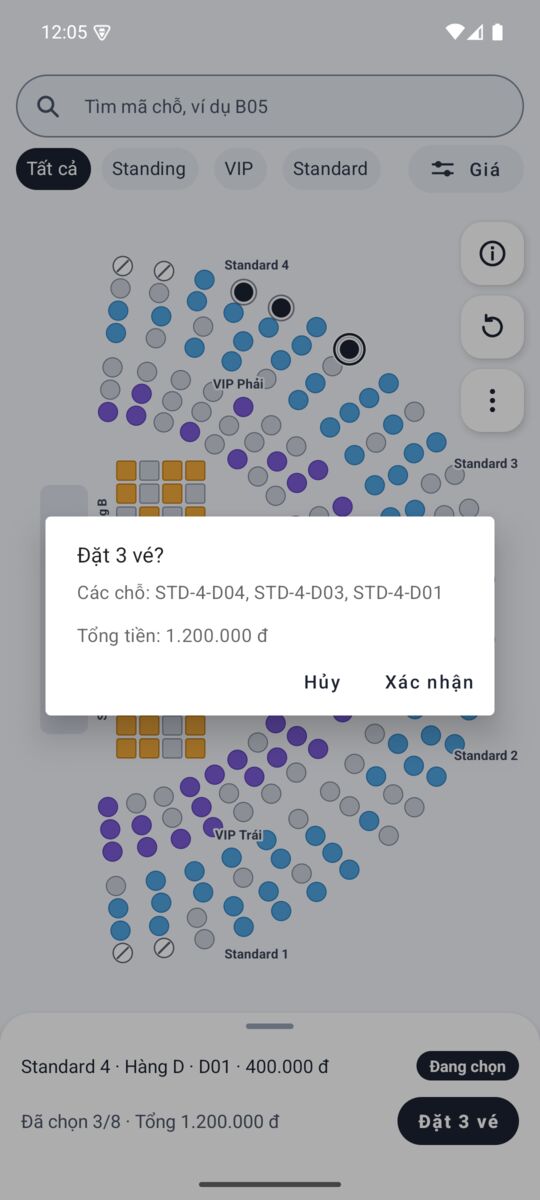 12:05
Tìm mã chỗ, ví dụ B05
Tất cả
Standing
VIP
Standard
Giá
Standard 4
VIP Phải
Standard 3
g B
Đặt 3 vé?
Các chỗ: STD-4-D04, STD-4-D03, STD-4-D01
Tổng tiền: 1.200.000 đ
Hủy
Xác nhận
Standard 2
VIP Trái
Standard 1
Standard 4 · Hàng D · D01 · 400.000 đ
Đang chọn
Đã chọn 3/8 · Tổng 1.200.000 đ
Đặt 3 vé